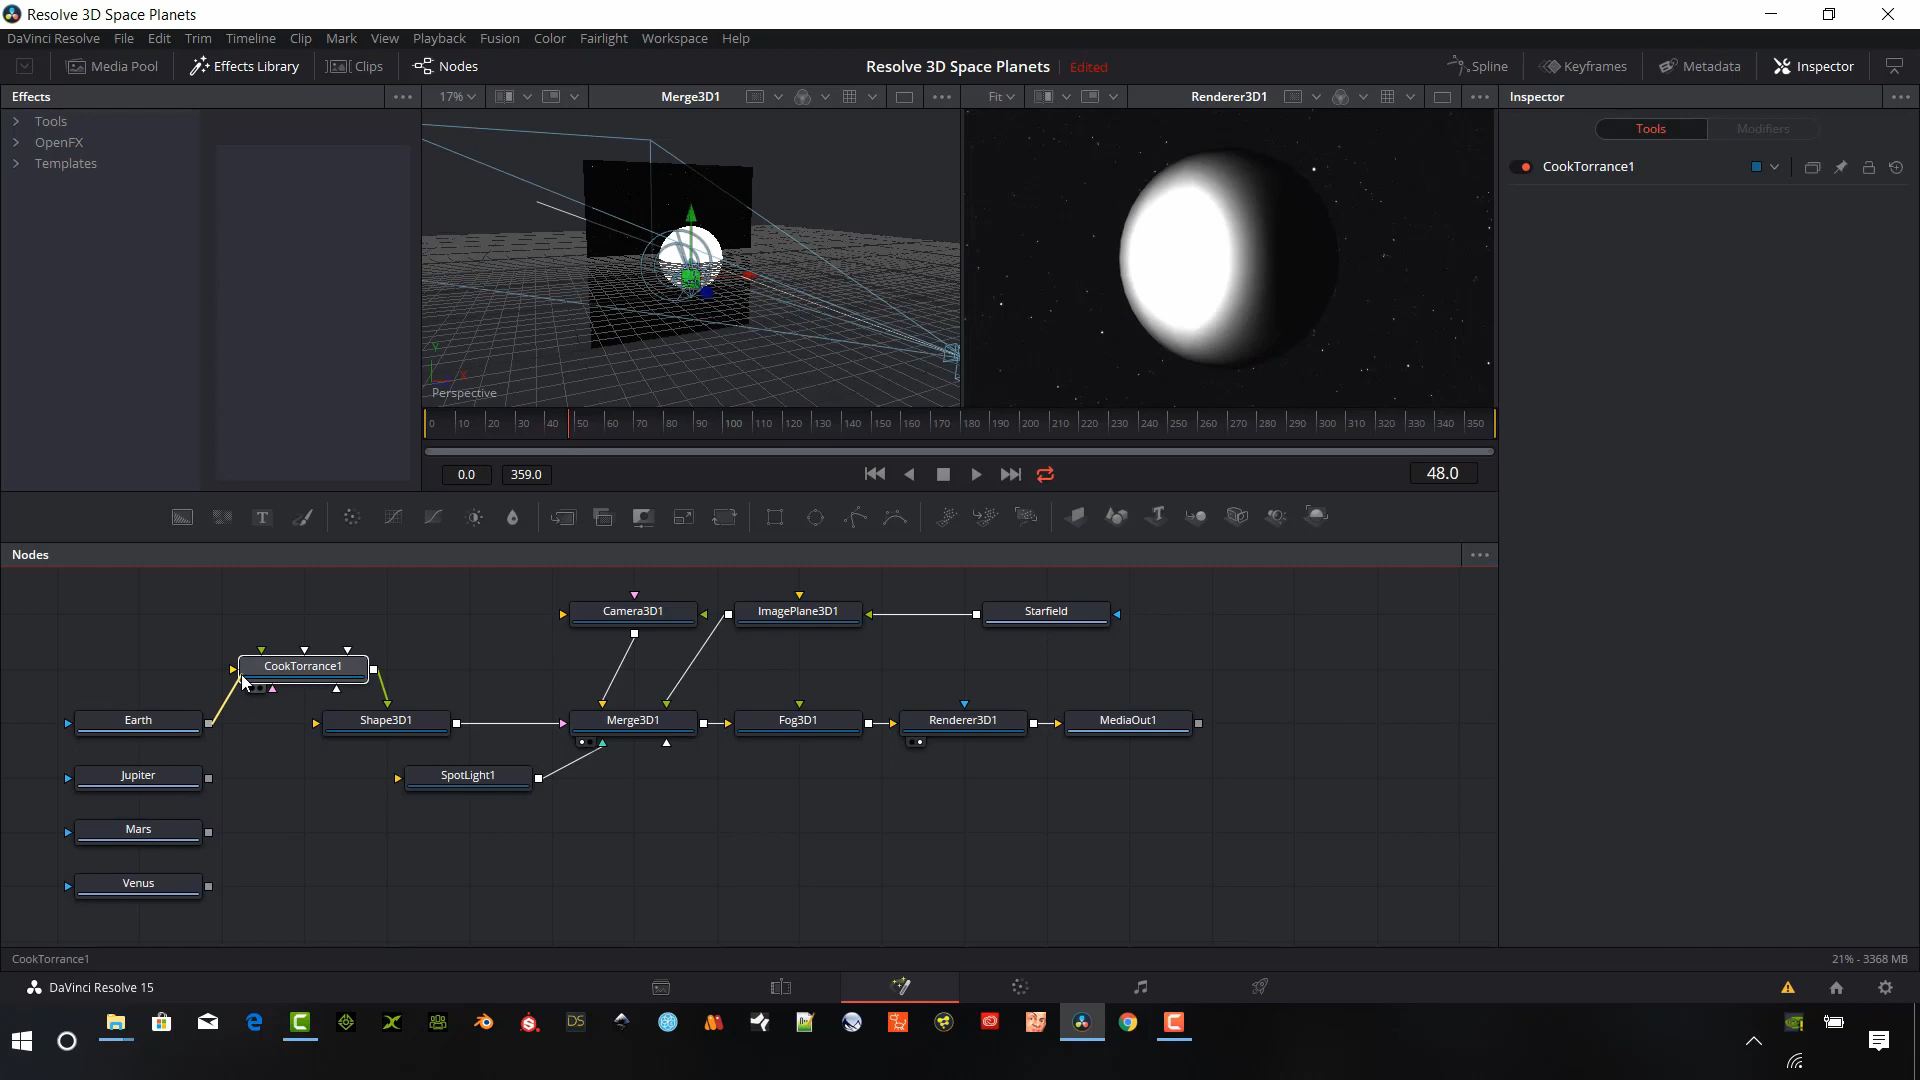 Resolve 3D Space Planets
DaVinci Resolve File Edit Trim Timeline Clip Mark View Playback Fusion Color Fairlight Workspace Help
Media Pool Effects Library Clips Nodes Resolve 3D Space Planets Edited Spline Keyframes Metadata Inspector
Effects 17% Merge3D1 Fit Renderer3D1 Inspector
Tools
OpenFX
Templates
Tools Modifiers
CookTorrance1
Y
X
Perspective
0 10 20 30 40 50 60 70 80 90 100 110 120 130 140 150 160 170 180 190 200 210 220 230 240 250 260 270 280 290 300 310 320 330 340 350
0.0 359.0 48.0
T
Nodes
Camera3D1 ImagePlane3D1 Starfield
CookTorrance1
Earth Shape3D1 Merge3D1 Fog3D1 Renderer3D1 MediaOut1
Jupiter SpotLight1
Mars
Venus
CookTorrance1 21% - 3368 MB
DaVinci Resolve 15
DS